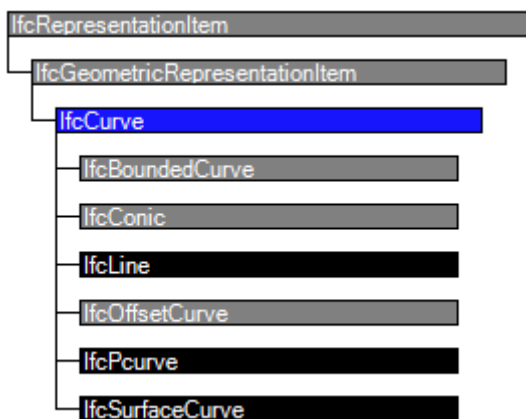 IfcRepresentationItem
IfcGeometricRepresentationItem
IfcCurve
IfcBoundedCurve
IfcConic
IfcLine
IfcOffsetCurve
IfcPcurve
IfcSurfaceCurve